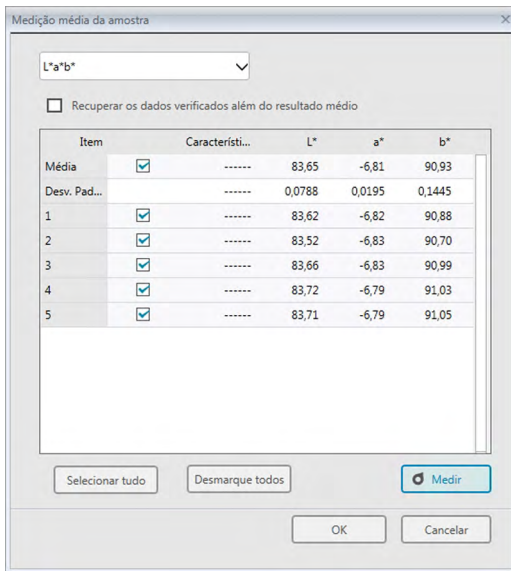 Medição média da amostra
L*a*b*
Recuperar os dados verificados além do resultado médio
Item Característi... L* a* b*
Média ------ 83,65 -6,81 90,93
Desv. Pad... ------ 0,0788 0,0195 0,1445
1 ------ 83,62 -6,82 90,88
2 ------ 83,52 -6,83 90,70
3 ------ 83,66 -6,83 90,99
4 ------ 83,72 -6,79 91,03
5 ------ 83,71 -6,79 91,05
Selecionar tudo Desmarque todos Medir
OK Cancelar